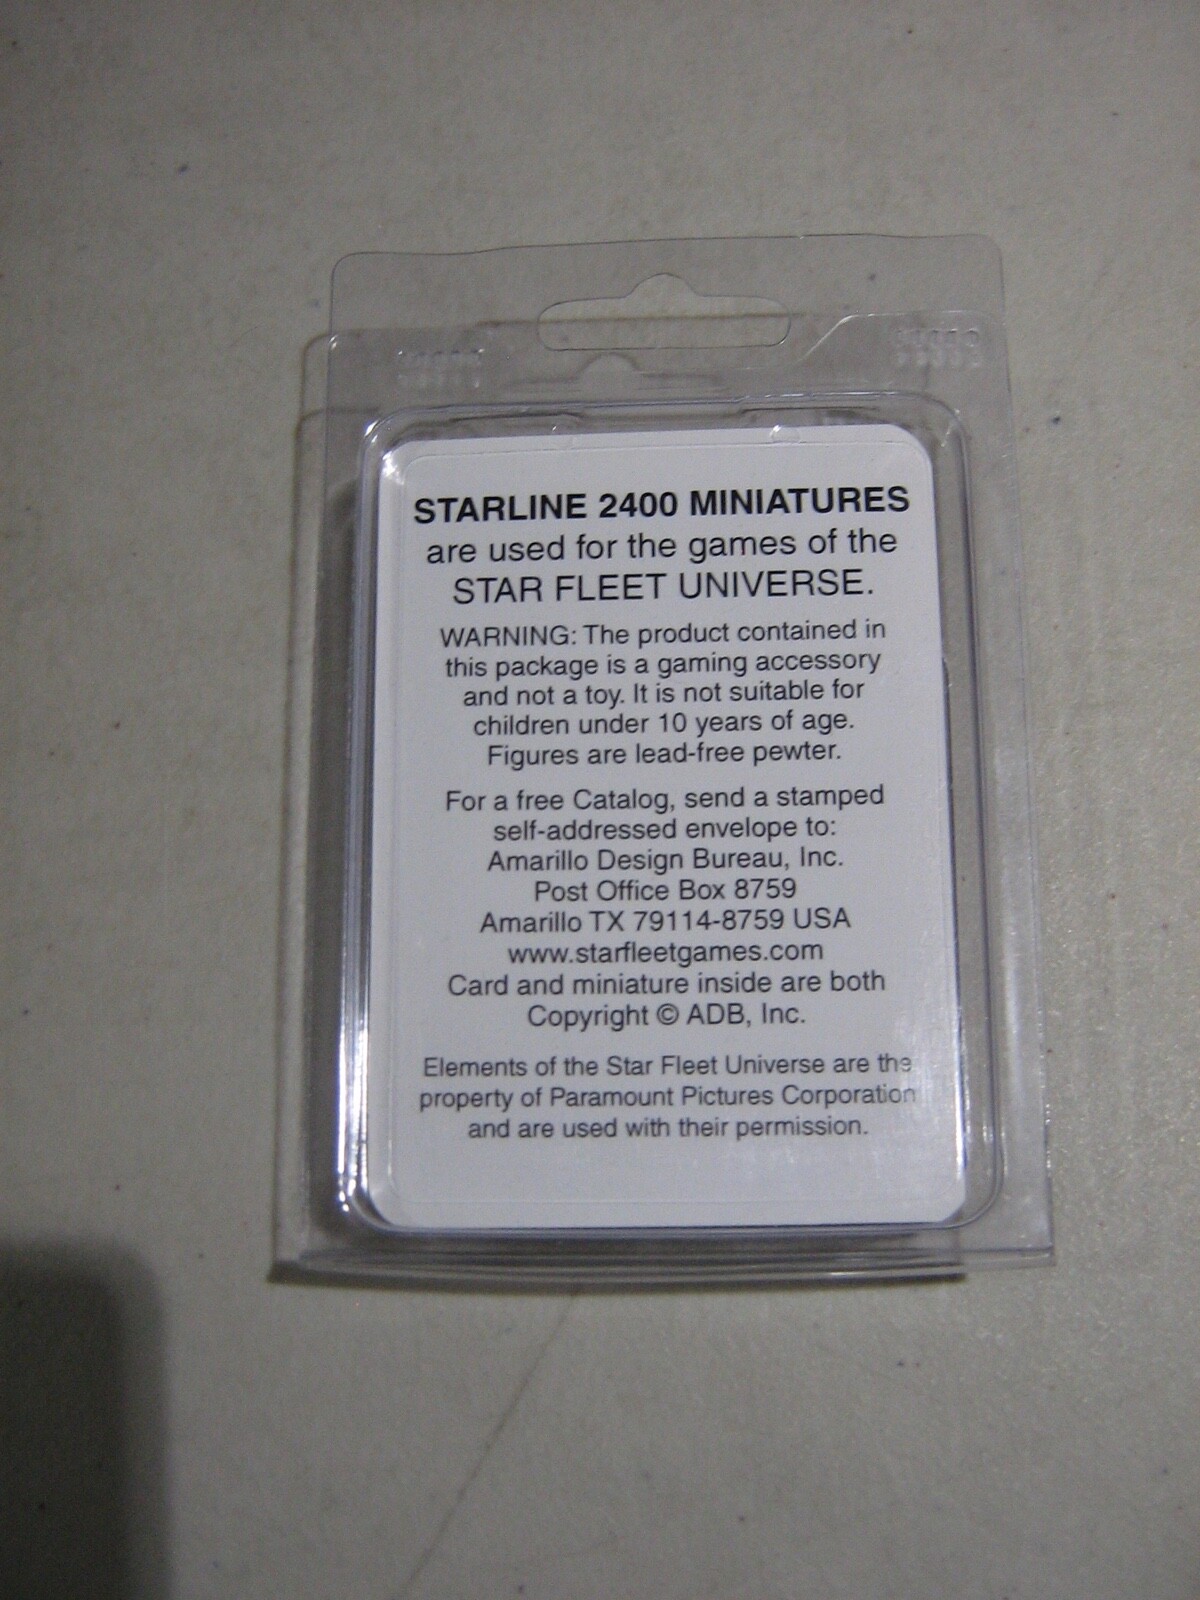 STARLINE 2400 MINIATURES
are used for the games of the
STAR FLEET UNIVERSE.
WARNING: The product contained in
this package is a gaming accessory
and not a toy. It is not suitable for
children under 10 years of age.
Figures are lead-free pewter.
For a free Catalog, send a stamped
self-addressed envelope to:
Amarillo Design Bureau, Inc.
Post Office Box 8759
Amarillo TX 79114-8759 USA
www.starfleetgames.com
Card and miniature inside are both
Copyright © ADB, Inc.
Elements of the Star Fleet Universe are the
property of Paramount Pictures Corporation
and are used with their permission.